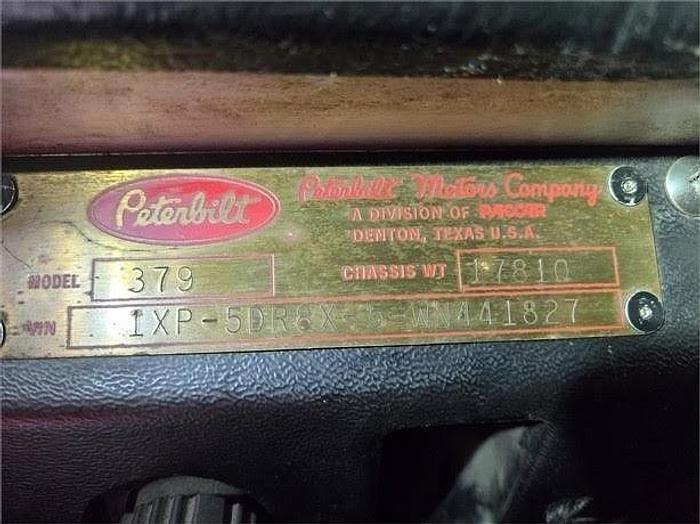 Peterbilt
Peterbilt Motors Company
A DIVISION OF PACCAR
DENTON, TEXAS U.S.A.
MODEL 379 CHASSIS WT 17810
VIN 1XP-5DR8X-5-WN441827